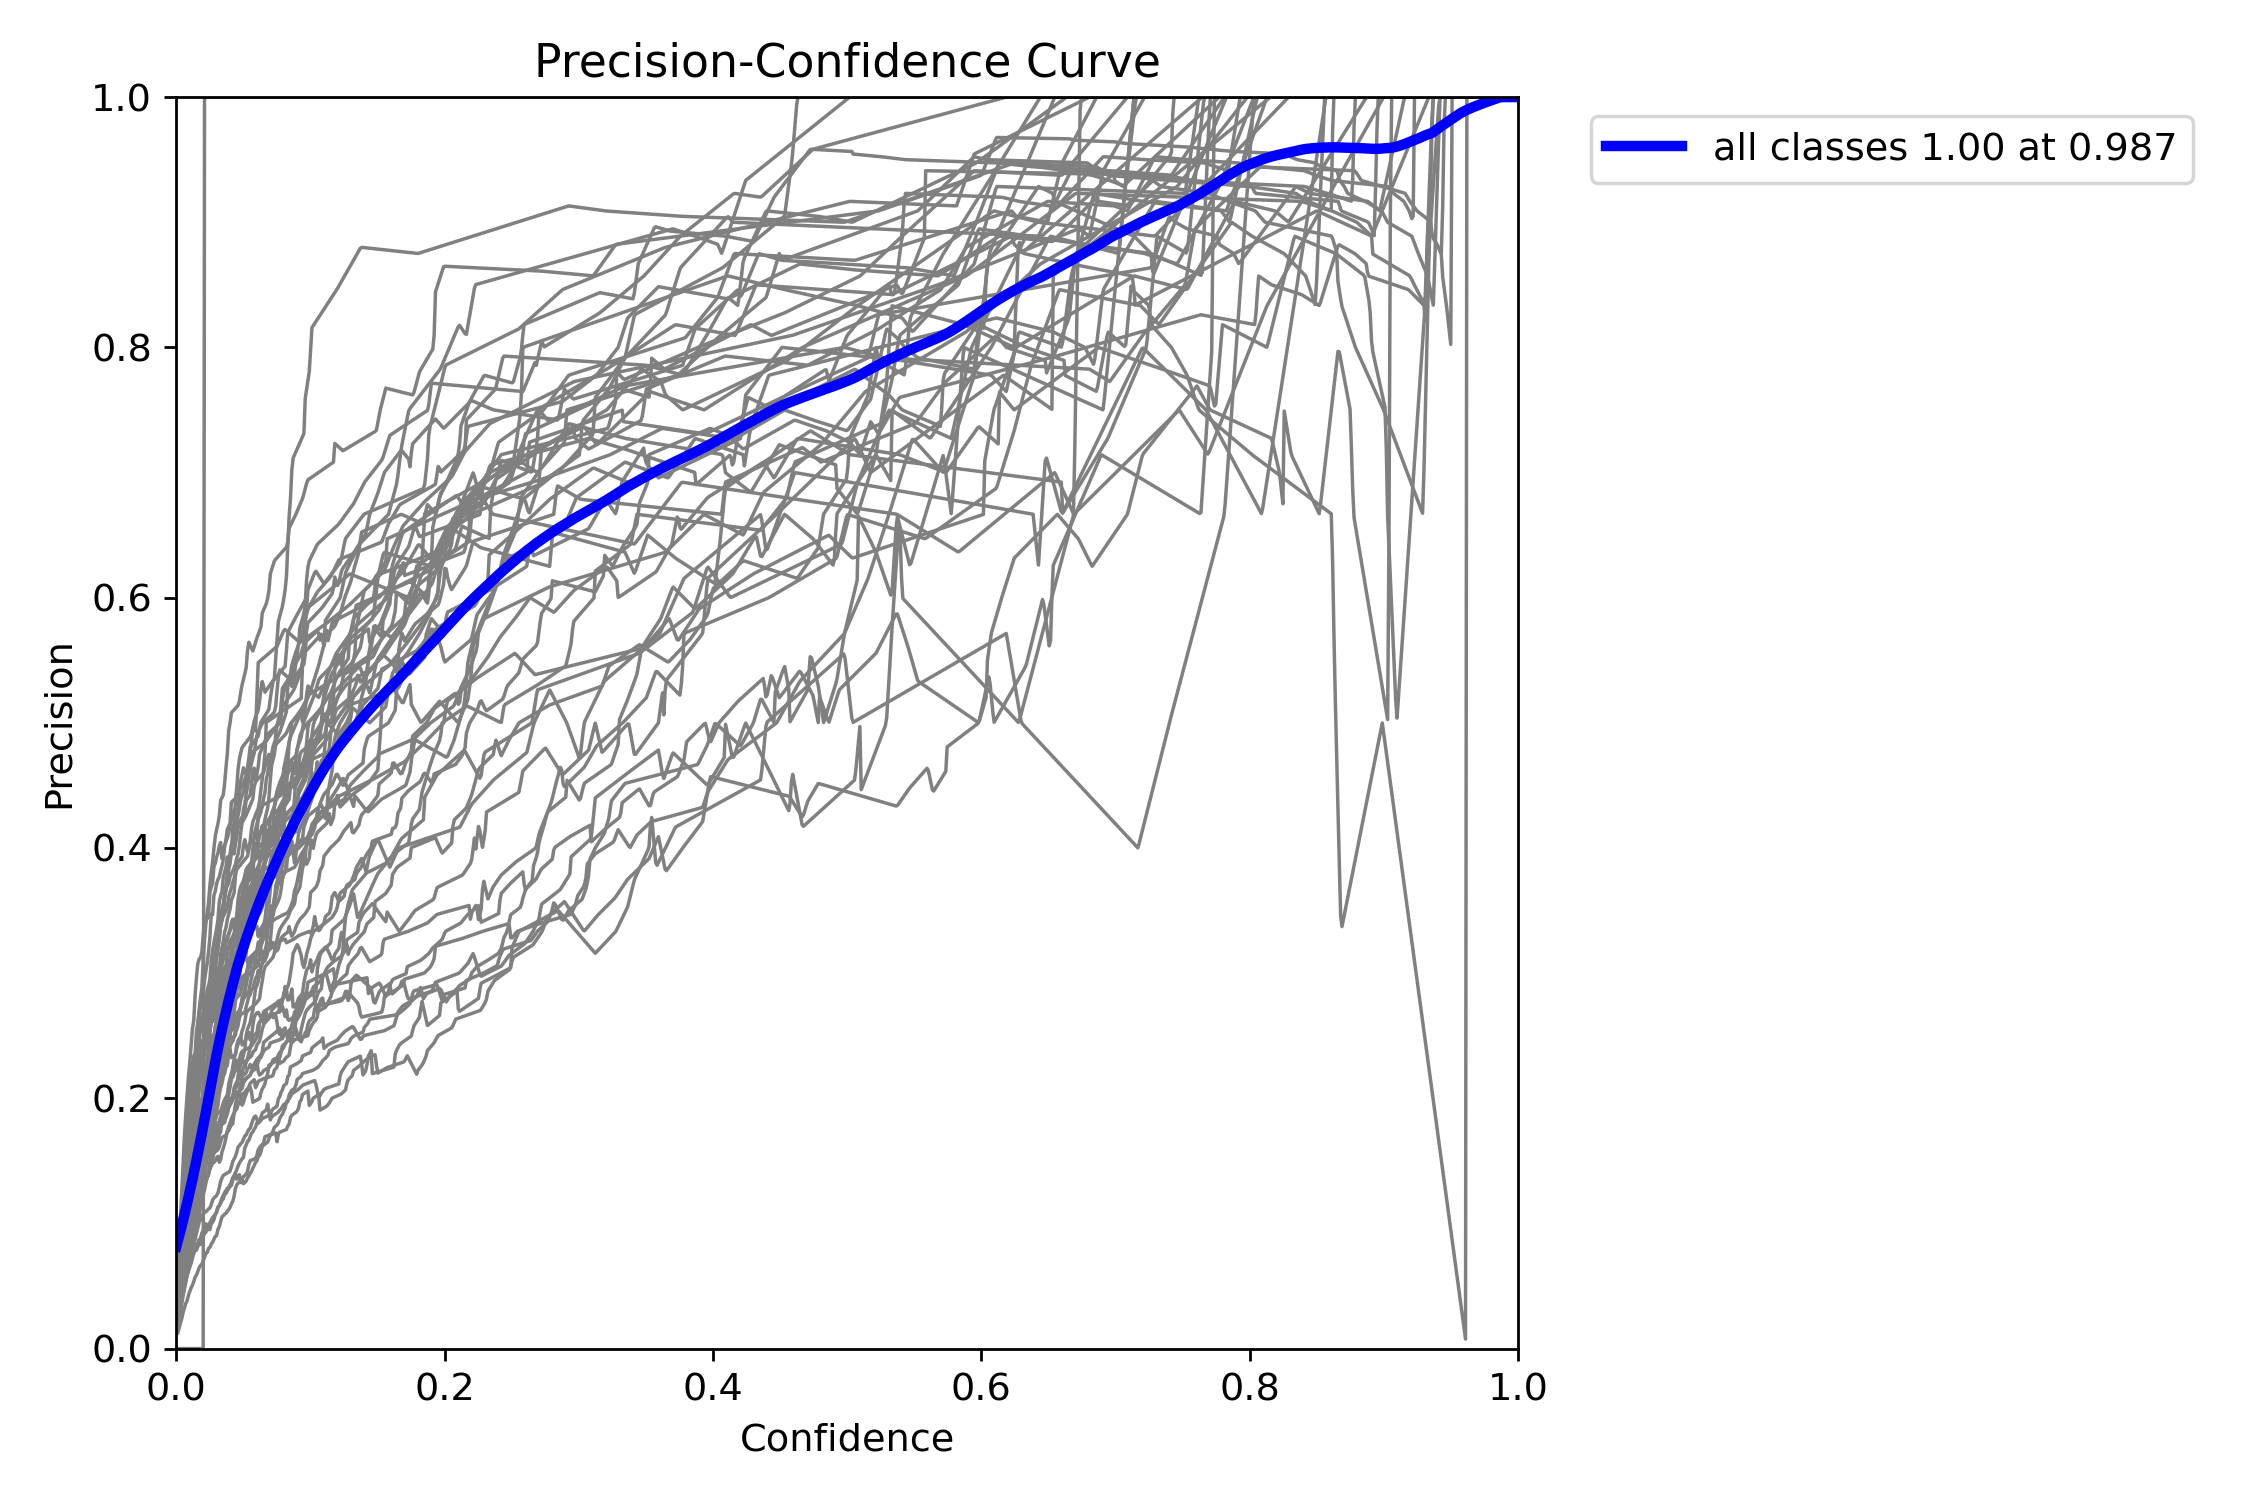 Precision-Confidence Curve
all classes 1.00 at 0.987
1.0
0.8
0.6
0.4
0.2
0.0
Precision
0.0 0.2 0.4 0.6 0.8 1.0
Confidence